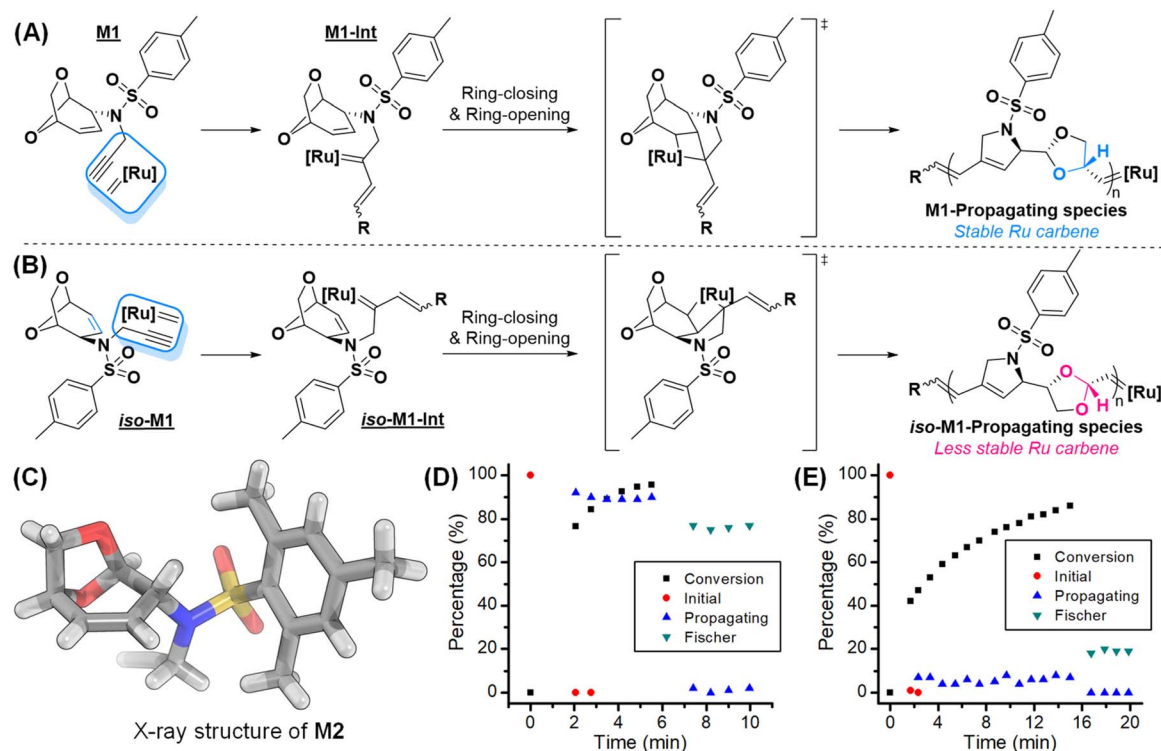 (A)
M1
M1-Int
‡
O
O
N
S
O
O
[Ru]
O
O
N
S
O
O
[Ru]
R
Ring-closing
& Ring-opening
O
O
N
S
O
O
[Ru]
R
O
S
O
N
O
H
O
R
n
[Ru]
M1-Propagating species
Stable Ru carbene
(B)
‡
O
O
[Ru]
N
S
O
O
iso-M1
O
O
[Ru]
R
N
S
O
O
iso-M1-Int
Ring-closing
& Ring-opening
O
O
[Ru]
R
N
S
O
O
O
S
O
N
O
O
H
R
n
[Ru]
iso-M1-Propagating species
Less stable Ru carbene
(C)
X-ray structure of M2
(D)
Percentage (%)
100
80
60
40
20
0
Conversion
Initial
Propagating
Fischer
0 2 4 6 8 10
Time (min)
(E)
Percentage (%)
100
80
60
40
20
0
Conversion
Initial
Propagating
Fischer
0 4 8 12 16 20
Time (min)